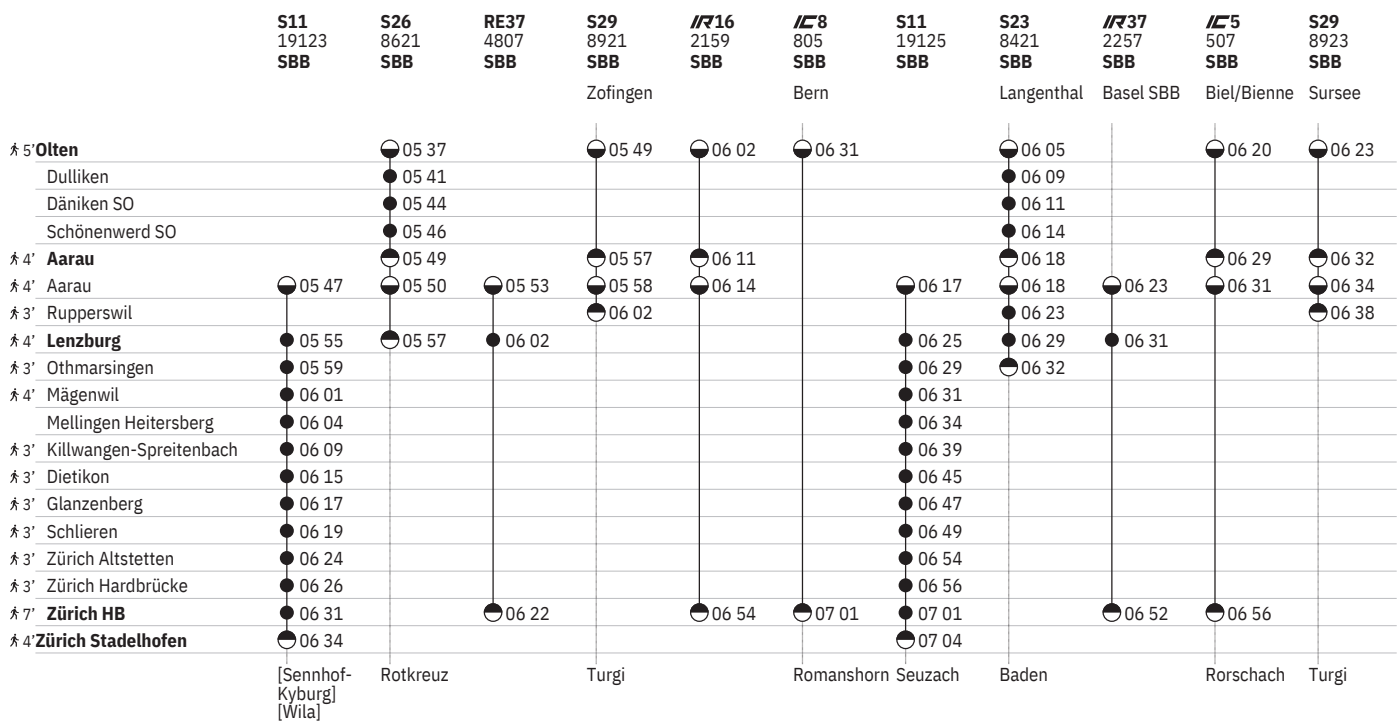 S11 S26 RE37 S29 IR16 IC8 S11 S23 IR37 IC5 S29
19123 8621 4807 8921 2159 805 19125 8421 2257 507 8923
SBB SBB SBB SBB SBB SBB SBB SBB SBB SBB SBB
Zofingen Bern Langenthal Basel SBB Biel/Bienne Sursee
5’ Olten 05 37 05 49 06 02 06 31 06 05 06 20 06 23
Dulliken 05 41 06 09
Däniken SO 05 44 06 11
Schönenwerd SO 05 46 06 14
4’ Aarau 05 49 05 57 06 11 06 18 06 29 06 32
4’ Aarau 05 47 05 50 05 53 05 58 06 14 06 17 06 18 06 23 06 31 06 34
3’ Rupperswil 06 02 06 23 06 38
4’ Lenzburg 05 55 05 57 06 02 06 25 06 29 06 31
3’ Othmarsingen 05 59 06 29 06 32
4’ Mägenwil 06 01 06 31
Mellingen Heitersberg 06 04 06 34
3’ Killwangen-Spreitenbach 06 09 06 39
3’ Dietikon 06 15 06 45
3’ Glanzenberg 06 17 06 47
3’ Schlieren 06 19 06 49
3’ Zürich Altstetten 06 24 06 54
3’ Zürich Hardbrücke 06 26 06 56
7’ Zürich HB 06 31 06 22 06 54 07 01 07 01 06 52 06 56
4’ Zürich Stadelhofen 06 34 07 04
[Sennhof- Rotkreuz Turgi Romanshorn Seuzach Baden Rorschach Turgi
Kyburg]
[Wila]